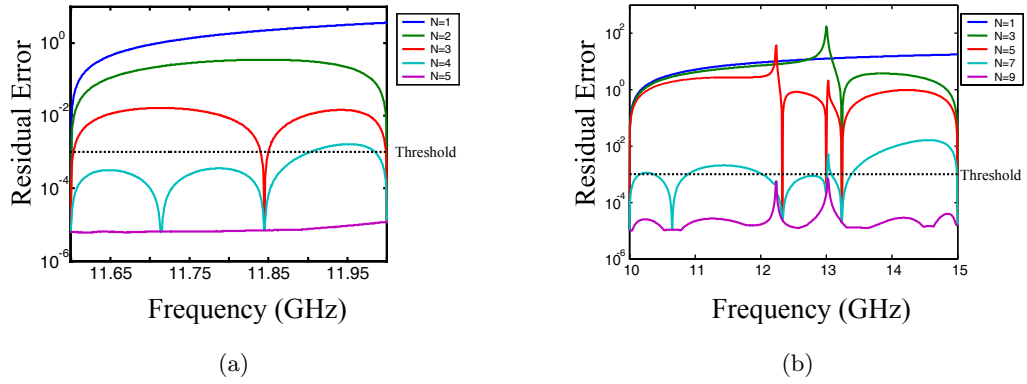 N=1
N=2
N=3
N=4
N=5
10^0
10^-2
10^-4
10^-6
Residual Error
Threshold
11.65 11.75 11.85 11.95
Frequency (GHz)
(a)
N=1
N=3
N=5
N=7
N=9
10^2
10^0
10^-2
10^-4
10^-6
Residual Error
Threshold
10 11 12 13 14 15
Frequency (GHz)
(b)